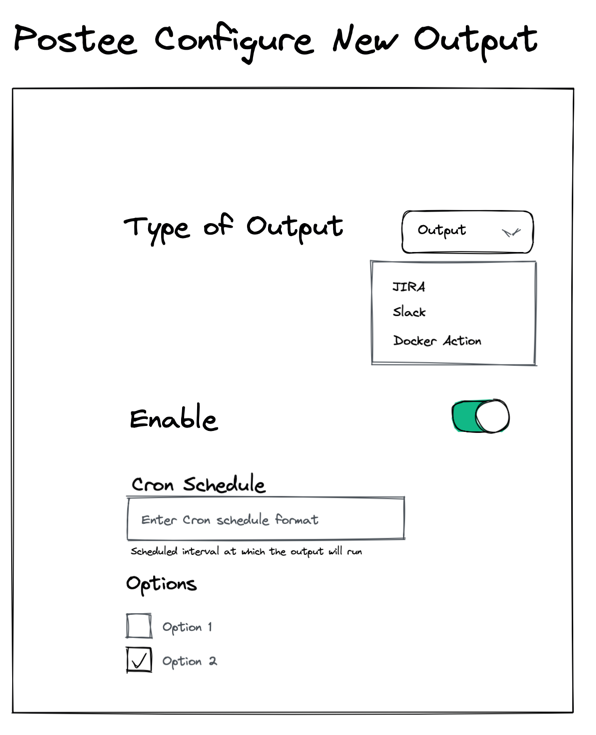 Postee Configure New Output
Type of Output
Output
JIRA
Slack
Docker Action
Enable
Cron Schedule
Enter Cron schedule format
Scheduled interval at which the output will run
Options
Option 1
Option 2